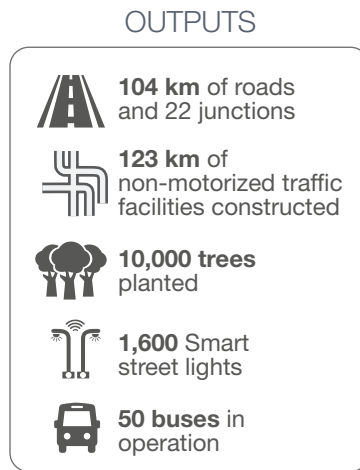 OUTPUTS
104 km of roads
and 22 junctions
123 km of
non-motorized traffic
facilities constructed
10,000 trees
planted
1,600 Smart
street lights
50 buses in
operation